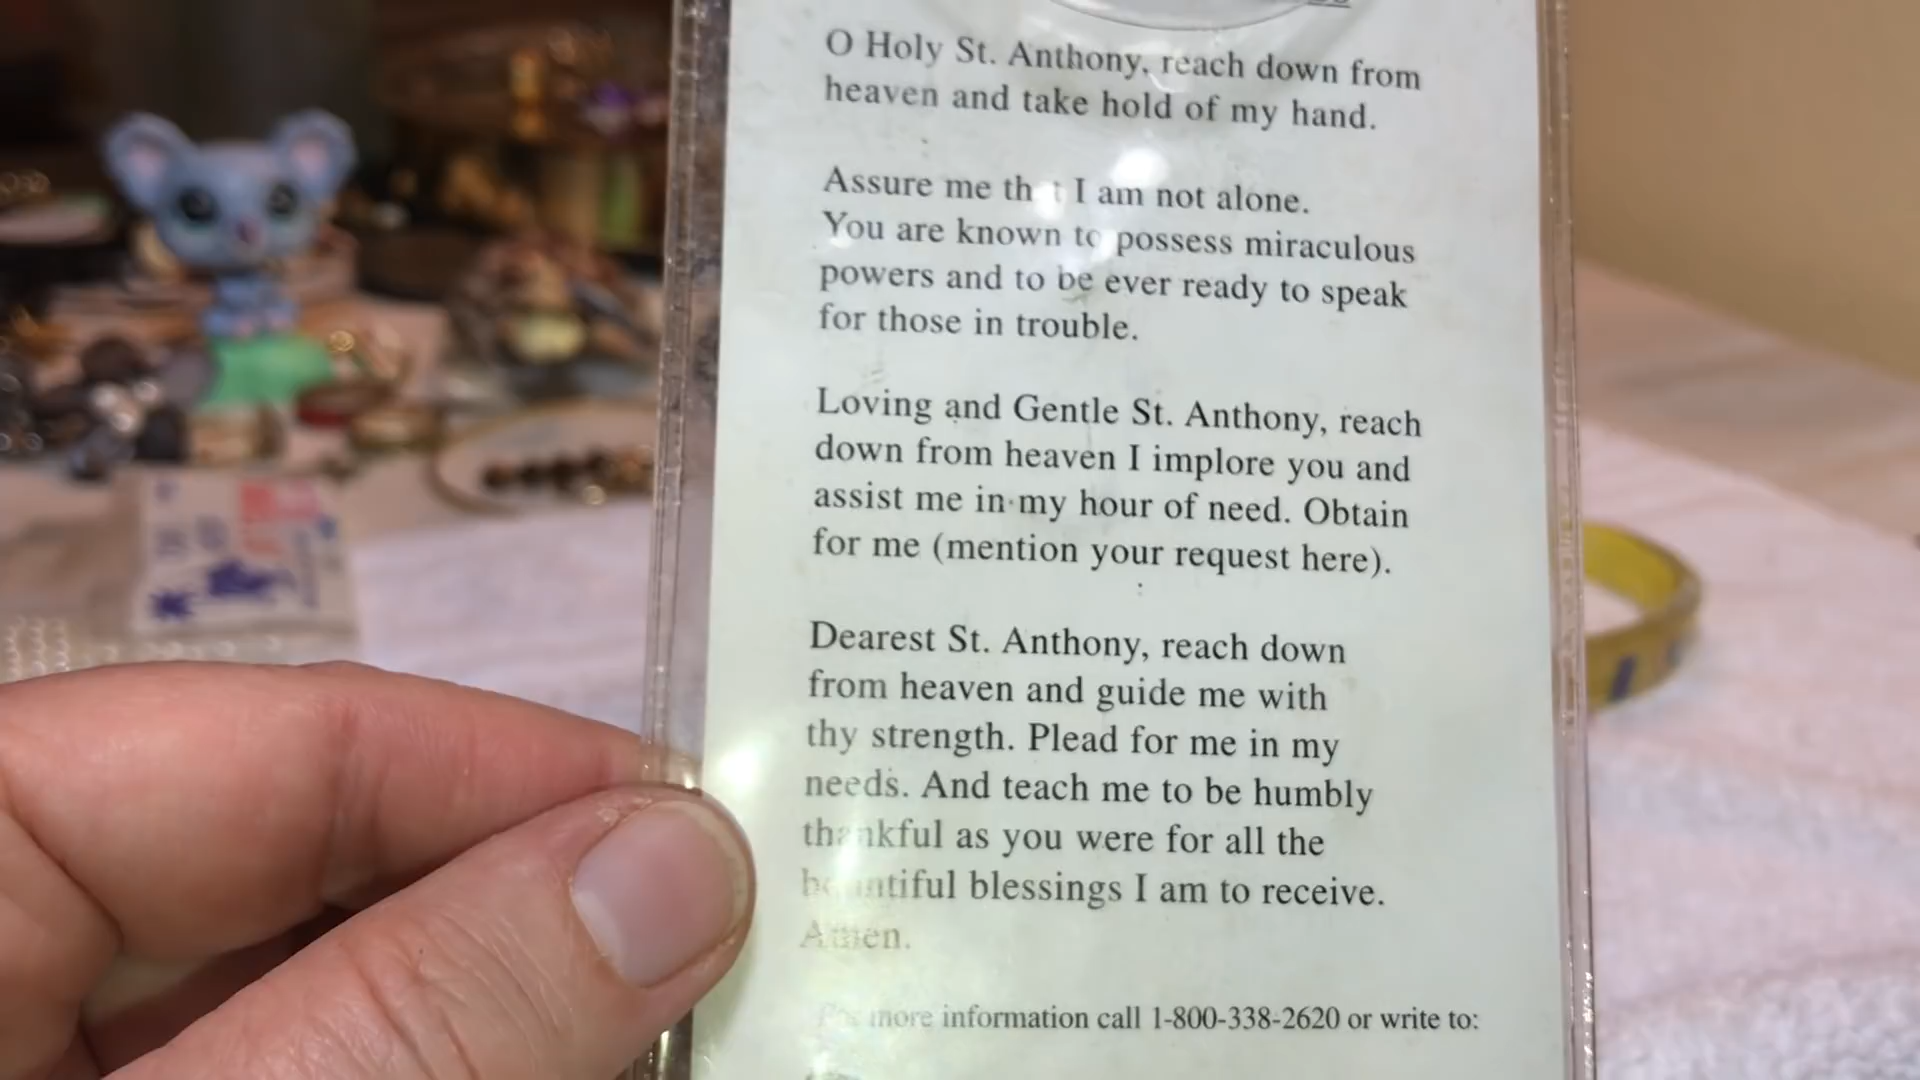 O Holy St. Anthony, reach down from
heaven and take hold of my hand.
Assure me th t I am not alone.
You are known to possess miraculous
powers and to be ever ready to speak
for those in trouble.
Loving and Gentle St. Anthony, reach
down from heaven I implore you and
assist me in my hour of need. Obtain
for me (mention your request here).
Dearest St. Anthony, reach down
from heaven and guide me with
thy strength. Plead for me in my
needs. And teach me to be humbly
thankful as you were for all the
blessings I am to receive.
Amen.
For more information call 1-800-338-2620 or write to: